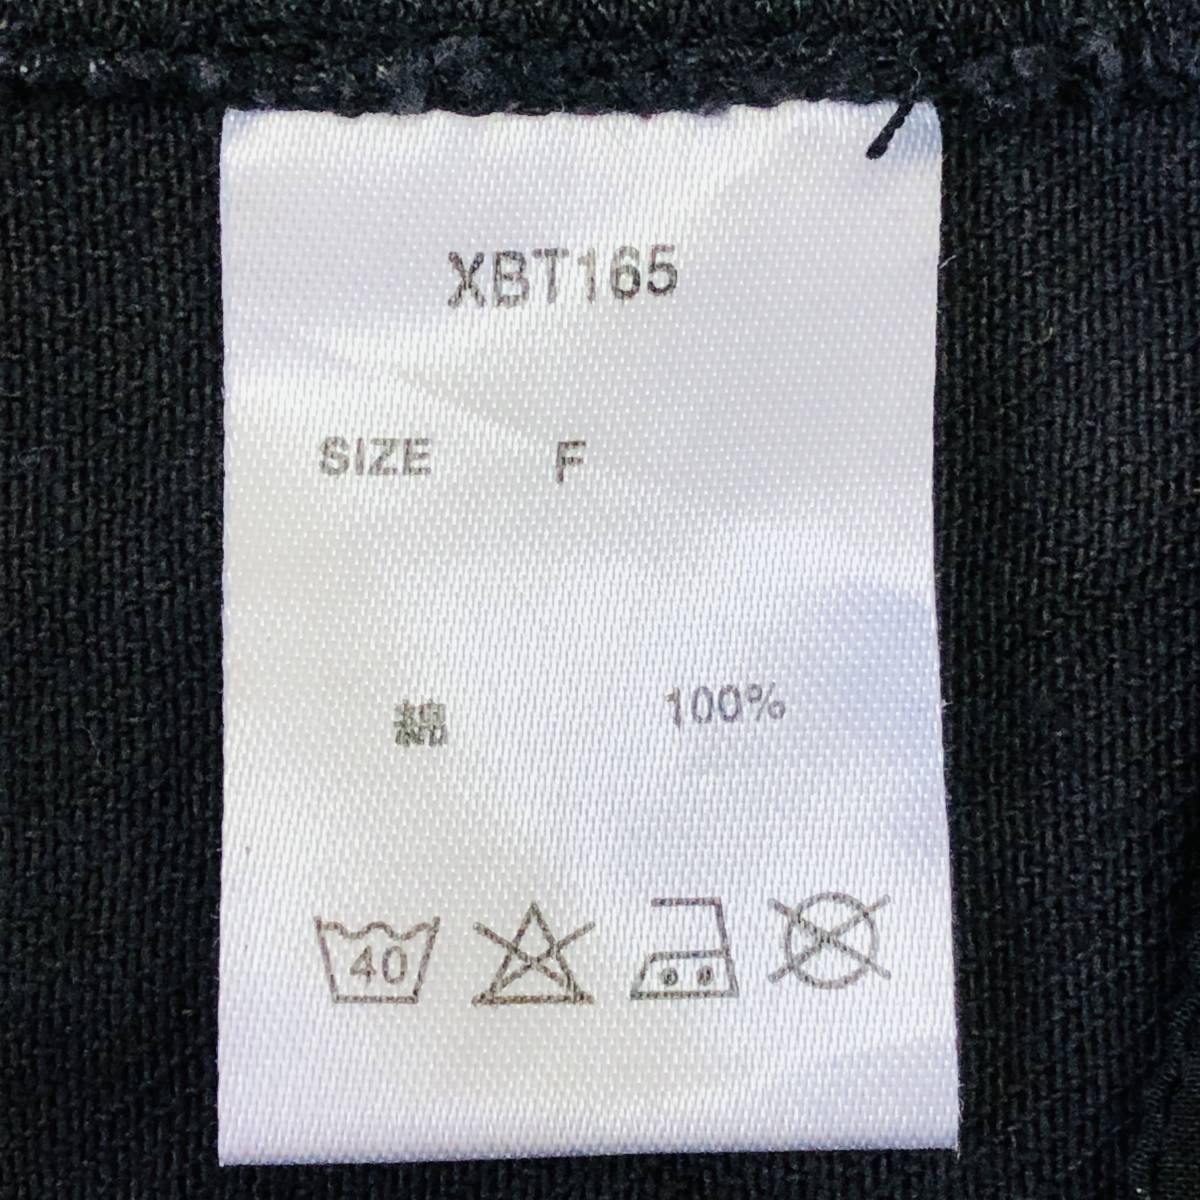 XBT165
SIZE F
綿 100%
40